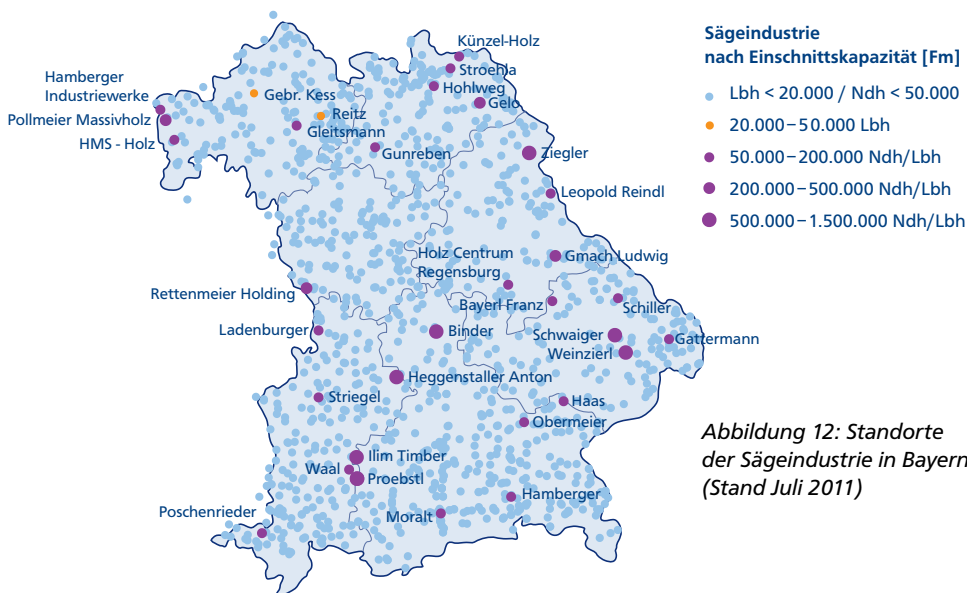 Künzel-Holz
Stroehla
Hohlweg
Gelo
Hamberger
Industriewerke
Pollmeier Massivholz
HMS - Holz
Gebr. Kess
Reitz
Gleitsmann
Gunreben
Ziegler
Leopold Reindl
Holz Centrum
Regensburg
Gmach Ludwig
Rettenmeier Holding
Bayerl Franz
Schiller
Ladenburger
Binder
Schwaiger
Weinzierl
Gattermann
Heggenstaller Anton
Striegel
Haas
Obermeier
Ilim Timber
Waal
Proebstl
Poschenrieder
Hamberger
Moralt
Sägeindustrie
nach Einschnittskapazität [Fm]
Lbh < 20.000 / Ndh < 50.000
20.000–50.000 Lbh
50.000–200.000 Ndh/Lbh
200.000–500.000 Ndh/Lbh
500.000–1.500.000 Ndh/Lbh
Abbildung 12: Standorte
der Sägeindustrie in Bayern
(Stand Juli 2011)